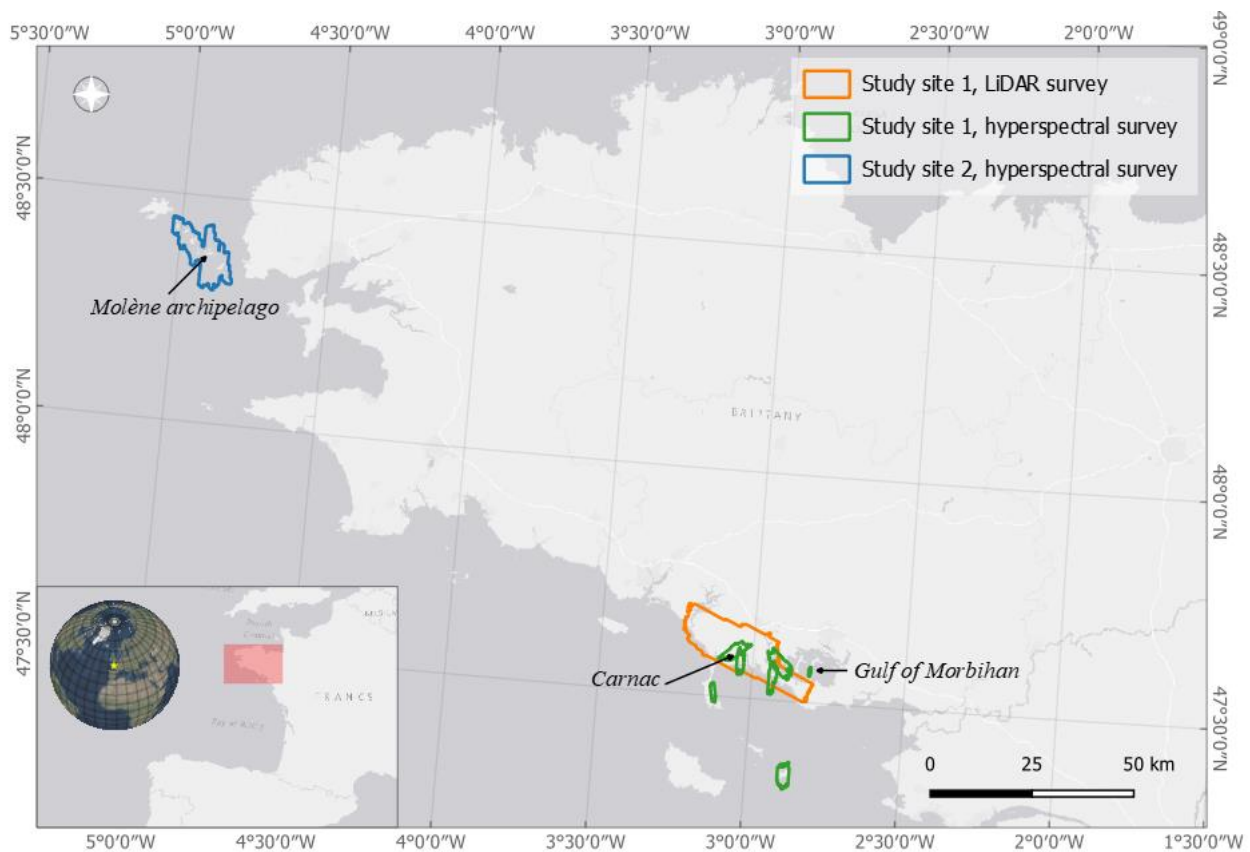 5°30'0"W 5°0'0"W 4°30'0"W 4°0'0"W 3°30'0"W 3°0'0"W 2°30'0"W 2°0'0"W
49°0'0"N
Study site 1, LiDAR survey
Study site 1, hyperspectral survey
Study site 2, hyperspectral survey
48°30'0"N
48°30'0"N
Molène archipelago
48°0'0"N
BRITTANY
48°0'0"N
47°30'0"N
Carnac
Gulf of Morbihan
FRANCE
47°30'0"N
0 25 50 km
5°0'0"W 4°30'0"W 4°0'0"W 3°30'0"W 3°0'0"W 2°30'0"W 2°0'0"W 1°30'0"W